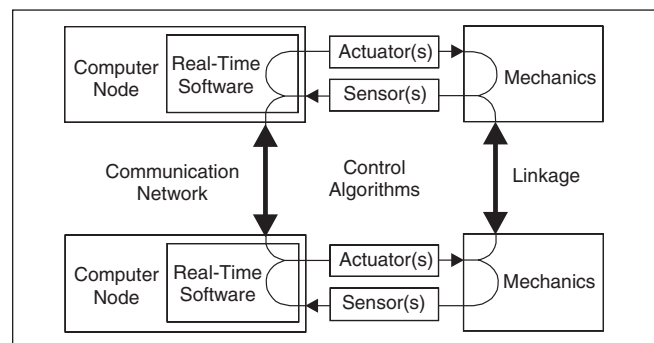 Computer
Node
Real-Time
Software
Actuator(s)
Sensor(s)
Mechanics
Communication
Network
Control
Algorithms
Linkage
Computer
Node
Real-Time
Software
Actuator(s)
Sensor(s)
Mechanics